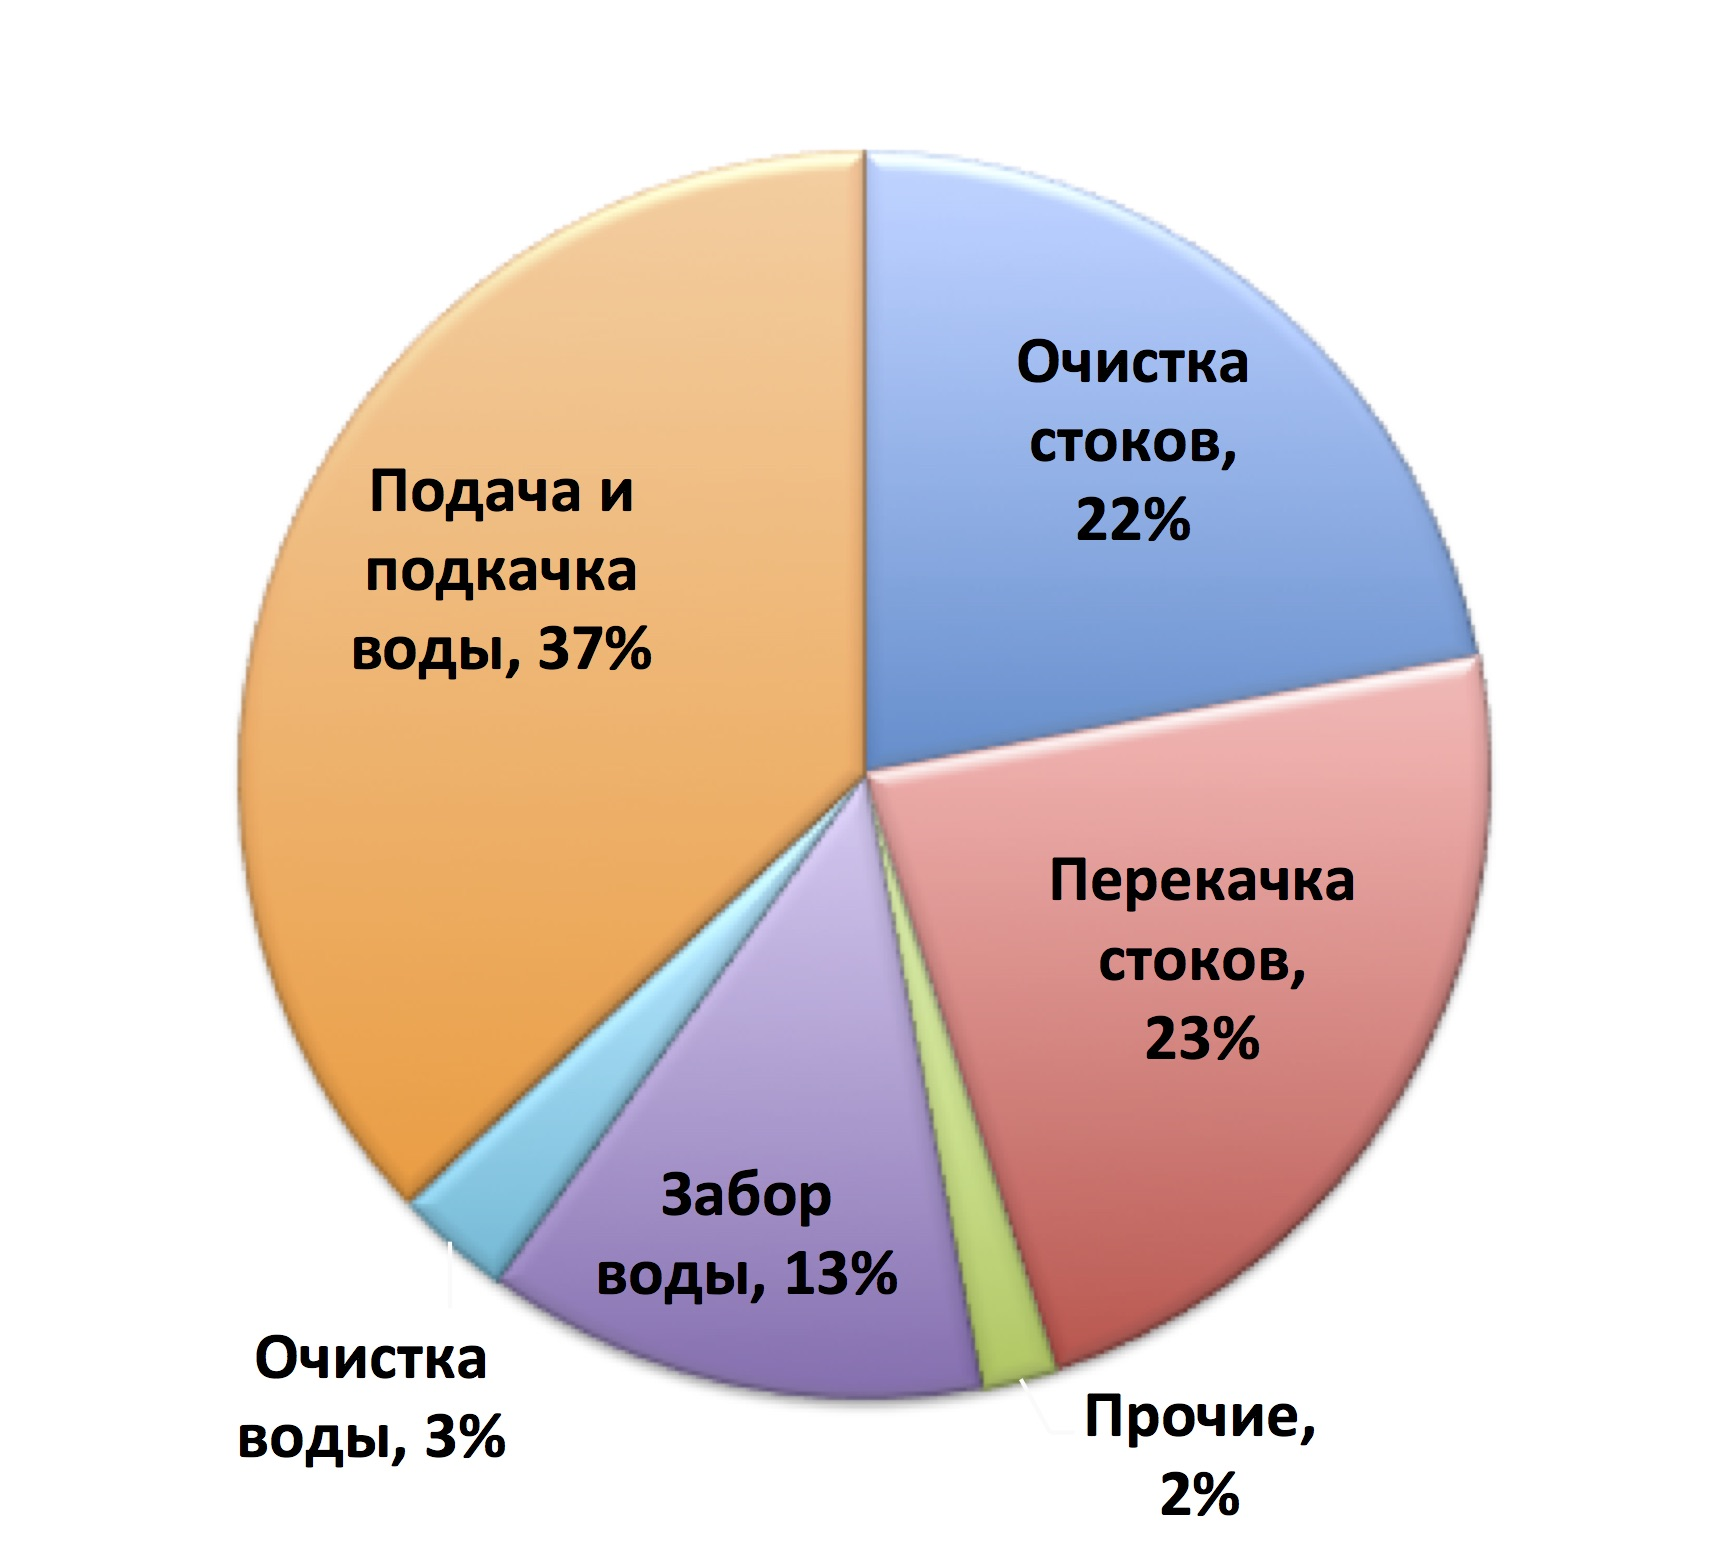 Очистка
стоков,
22%
Подача и
подкачка
воды, 37%
Перекачка
стоков,
23%
Забор
воды, 13%
Очистка
воды, 3%
Прочие,
2%